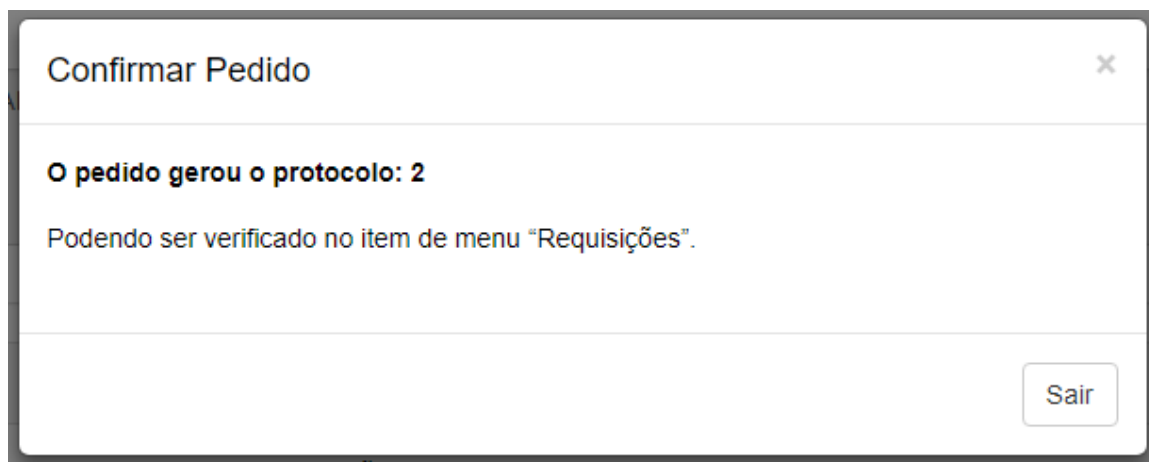 Confirmar Pedido ×
O pedido gerou o protocolo: 2
Podendo ser verificado no item de menu “Requisições”.
Sair